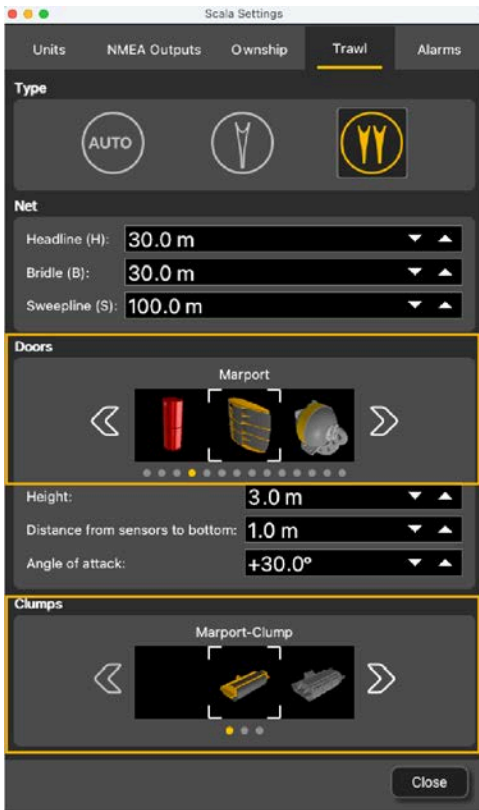 Scala Settings
Units NMEA Outputs Ownship Trawl Alarms
Type
AUTO
Net
Headline (H): 30.0 m
Bridle (B): 30.0 m
Sweepline (S): 100.0 m
Doors
Marport
Height: 3.0 m
Distance from sensors to bottom: 1.0 m
Angle of attack: +30.0°
Clumps
Marport-Clump
Close